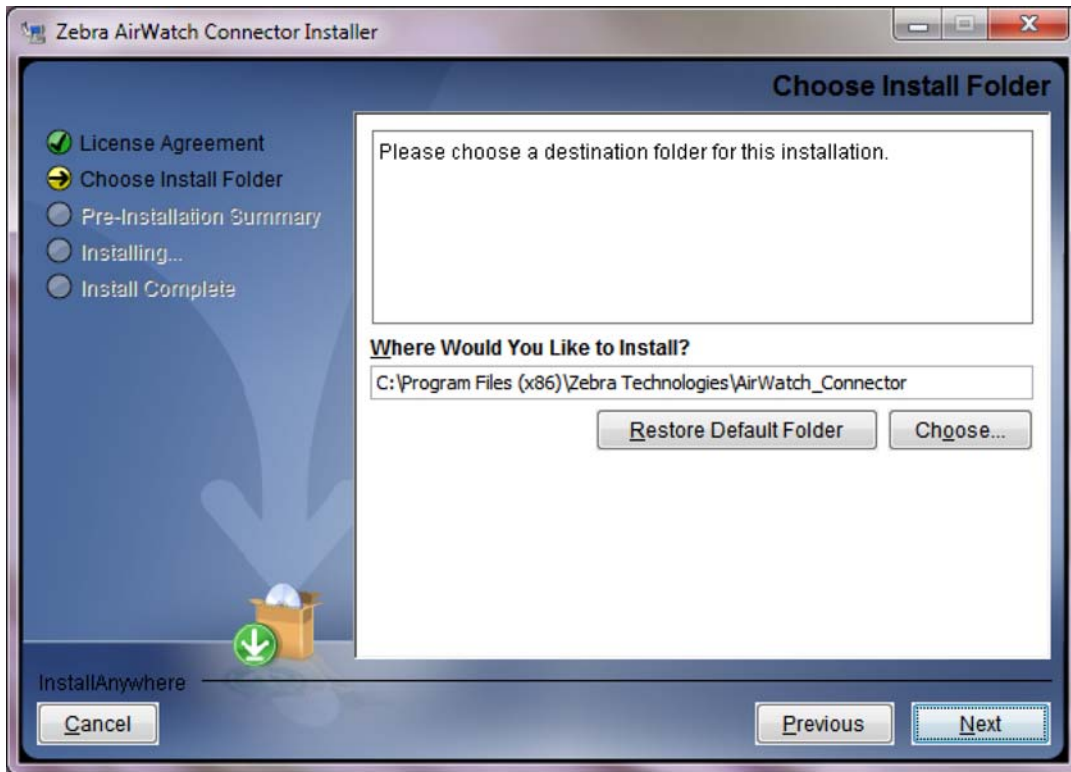 Zebra AirWatch Connector Installer
Choose Install Folder
License Agreement
Choose Install Folder
Pre-Installation Summary
Installing...
Install Complete
Please choose a destination folder for this installation.
Where Would You Like to Install?
C:\Program Files (x86)\Zebra Technologies\AirWatch_Connector
Restore Default Folder
Choose...
InstallAnywhere
Cancel
Previous
Next